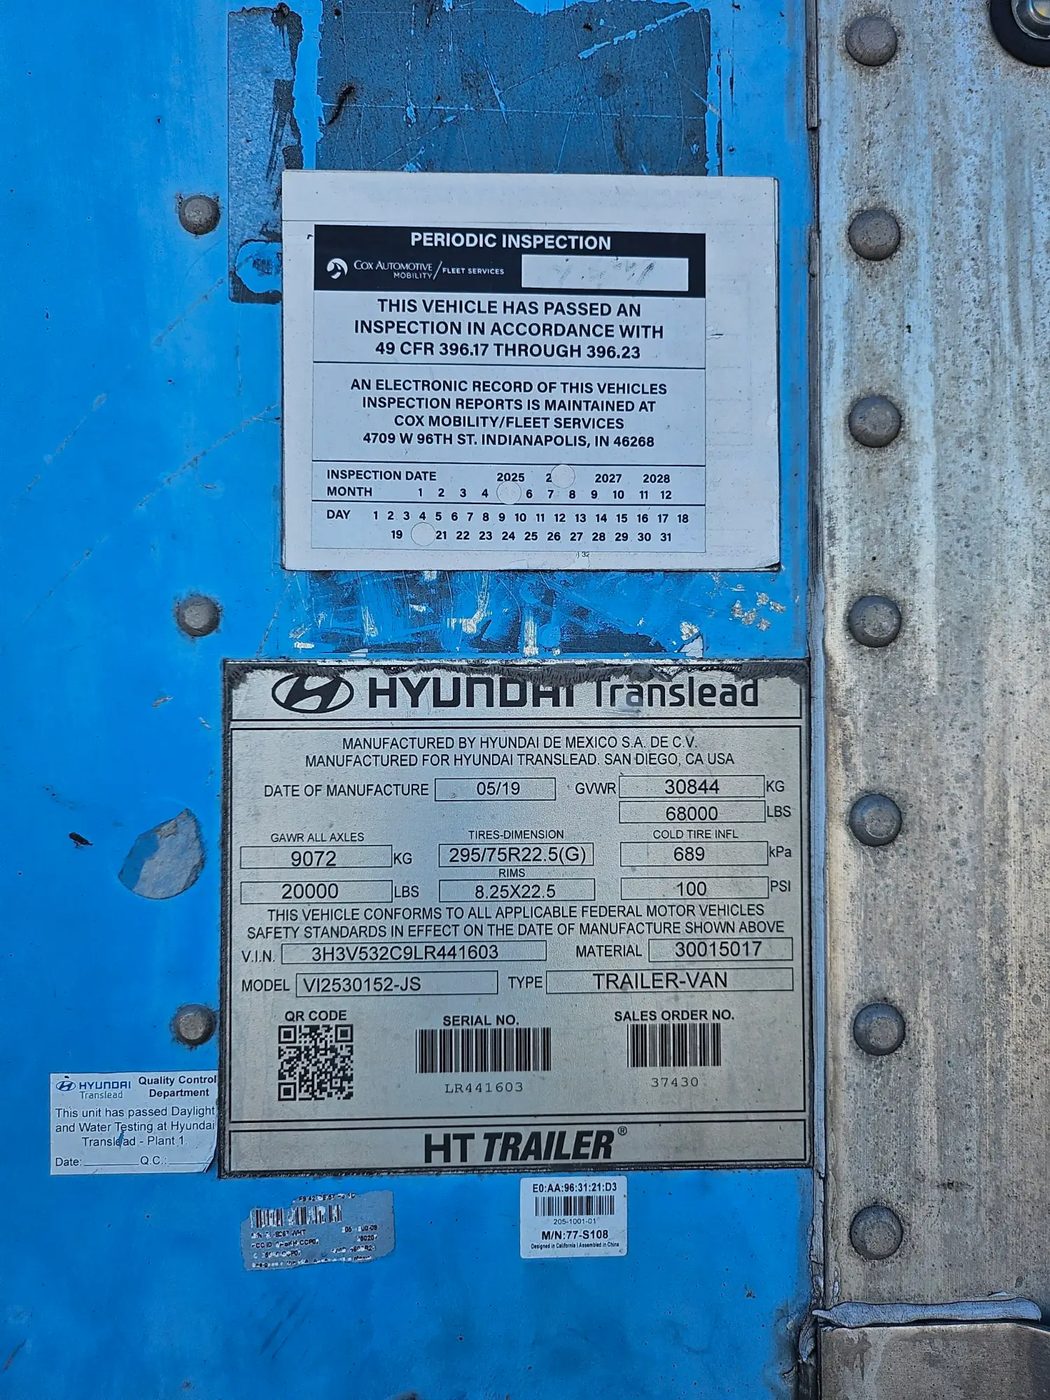 PERIODIC INSPECTION
COX AUTOMOTIVE MOBILITY / FLEET SERVICES
THIS VEHICLE HAS PASSED AN
INSPECTION IN ACCORDANCE WITH
49 CFR 396.17 THROUGH 396.23
AN ELECTRONIC RECORD OF THIS VEHICLES
INSPECTION REPORTS IS MAINTAINED AT
COX MOBILITY/FLEET SERVICES
4709 W 96TH ST. INDIANAPOLIS, IN 46268
INSPECTION DATE 2025 2 2027 2028
MONTH 1 2 3 4 6 7 8 9 10 11 12
DAY 1 2 3 4 5 6 7 8 9 10 11 12 13 14 15 16 17 18
19 21 22 23 24 25 26 27 28 29 30 31
HYUNDAI Translead
MANUFACTURED BY HYUNDAI DE MEXICO S.A. DE C.V.
MANUFACTURED FOR HYUNDAI TRANSLEAD. SAN DIEGO, CA USA
DATE OF MANUFACTURE 05/19 GVWR 30844 KG
68000 LBS
GAWR ALL AXLES TIRES-DIMENSION COLD TIRE INFL
9072 KG 295/75R22.5(G) 689 kPa
RIMS
20000 LBS 8.25X22.5 100 PSI
THIS VEHICLE CONFORMS TO ALL APPLICABLE FEDERAL MOTOR VEHICLES
SAFETY STANDARDS IN EFFECT ON THE DATE OF MANUFACTURE SHOWN ABOVE
V.I.N. 3H3V532C9LR441603 MATERIAL 30015017
MODEL VI2530152-JS TYPE TRAILER-VAN
QR CODE SERIAL NO. SALES ORDER NO.
LR441603 37430
HT TRAILER®
HYUNDAI Translead Quality Control Department
This unit has passed Daylight
and Water Testing at Hyundai
Translead - Plant 1
Date: Q.C.:
E0:AA:96:31:21:D3
205-1001-01
M/N:77-S108
Designed in California | Assembled in China